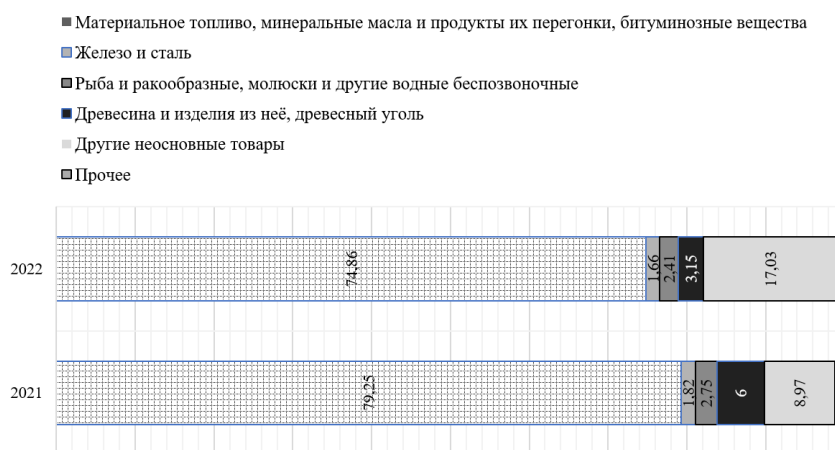 Материальное топливо, минеральные масла и продукты их перегонки, битуминозные вещества
Железо и сталь
Рыба и ракообразные, молюски и другие водные беспозвоночные
Древесина и изделия из неё, древесный уголь
Другие неосновные товары
Прочее
2022
74,86
1,66
2,41
3,15
17,03
2021
79,25
1,82
2,75
6
8,97